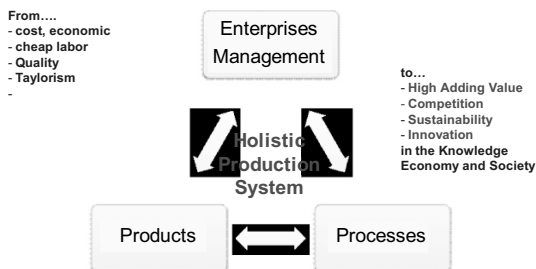 From....
- cost, economic
- cheap labor
- Quality
- Taylorism
-
Enterprises
Management
to...
- High Adding Value
- Competition
- Sustainability
- Innovation
in the Knowledge
Economy and Society
Holistic
Production
System
Products
Processes